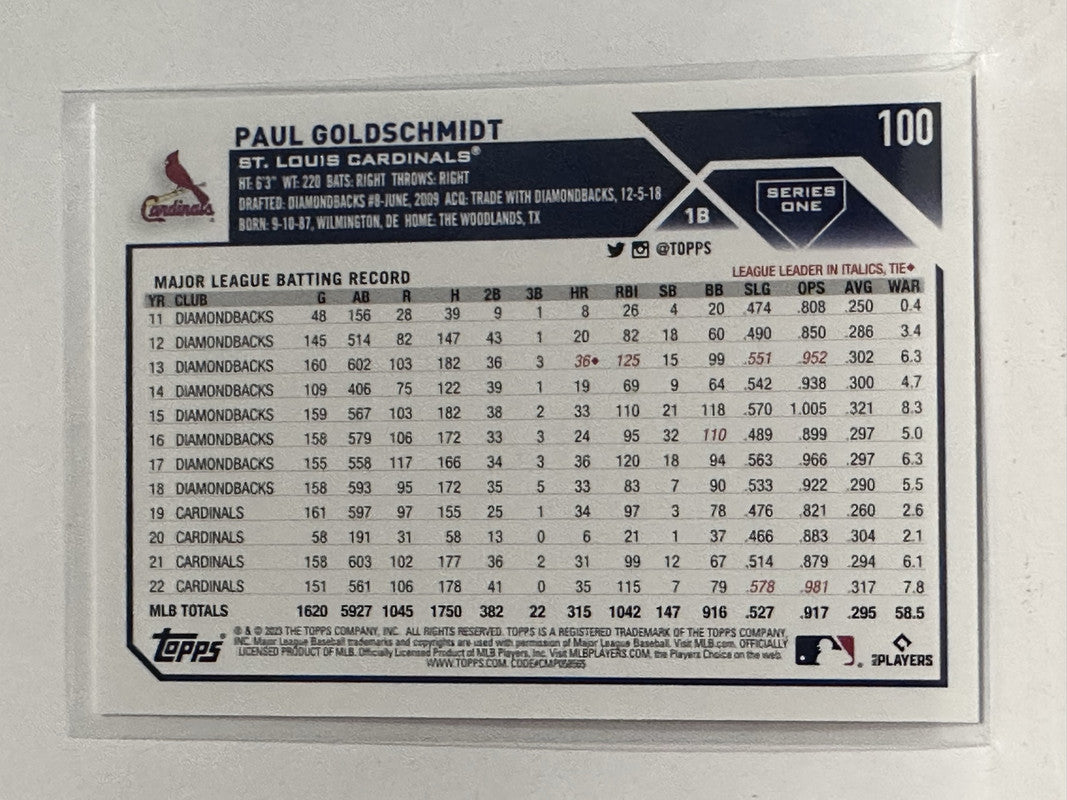 100
PAUL GOLDSCHMIDT
ST. LOUIS CARDINALS®
HT: 6'3" WT: 220 BATS: RIGHT THROWS: RIGHT
DRAFTED: DIAMONDBACKS #8-JUNE, 2009 ACQ: TRADE WITH DIAMONDBACKS, 12-5-18
BORN: 9-10-87, WILMINGTON, DE HOME: THE WOODLANDS, TX
Cardinals
1B
SERIES
ONE
@TOPPS
MAJOR LEAGUE BATTING RECORD
LEAGUE LEADER IN ITALICS, TIE◆
YR CLUB G AB R H 2B 3B HR RBI SB BB SLG OPS AVG WAR
11 DIAMONDBACKS 48 156 28 39 9 1 8 26 4 20 .474 .808 .250 0.4
12 DIAMONDBACKS 145 514 82 147 43 1 20 82 18 60 .490 .850 .286 3.4
13 DIAMONDBACKS 160 602 103 182 36 3 36◆ 125 15 99 .551 .952 .302 6.3
14 DIAMONDBACKS 109 406 75 122 39 1 19 69 9 64 .542 .938 .300 4.7
15 DIAMONDBACKS 159 567 103 182 38 2 33 110 21 118 .570 1.005 .321 8.3
16 DIAMONDBACKS 158 579 106 172 33 3 24 95 32 110 .489 .899 .297 5.0
17 DIAMONDBACKS 155 558 117 166 34 3 36 120 18 94 .563 .966 .297 6.3
18 DIAMONDBACKS 158 593 95 172 35 5 33 83 7 90 .533 .922 .290 5.5
19 CARDINALS 161 597 97 155 25 1 34 97 3 78 .476 .821 .260 2.6
20 CARDINALS 58 191 31 58 13 0 6 21 1 37 .466 .883 .304 2.1
21 CARDINALS 158 603 102 177 36 2 31 99 12 67 .514 .879 .294 6.1
22 CARDINALS 151 561 106 178 41 0 35 115 7 79 .578 .981 .317 7.8
MLB TOTALS 1620 5927 1045 1750 382 22 315 1042 147 916 .527 .917 .295 58.5
Topps
® & © 2023 THE TOPPS COMPANY, INC. ALL RIGHTS RESERVED. TOPPS IS A REGISTERED TRADEMARK OF THE TOPPS COMPANY,
INC. Major League Baseball trademarks and copyrights are used with permission of Major League Baseball. Visit MLB.com. OFFICIALLY
LICENSED PRODUCT OF MLB. Officially Licensed Product of MLB Players, Inc. Visit MLBPLAYERS.COM, the Players Choice on the web.
WWW.TOPPS.COM. CODE#CMP058565
MLB PLAYERS